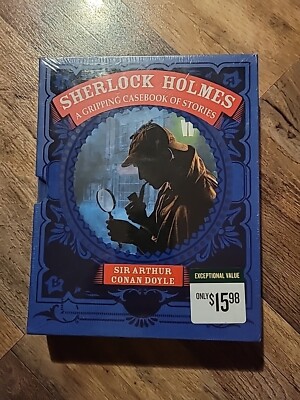 SHERLOCK HOLMES
A GRIPPING CASEBOOK OF STORIES
SIR ARTHUR
CONAN DOYLE
EXCEPTIONAL VALUE
ONLY $15.98